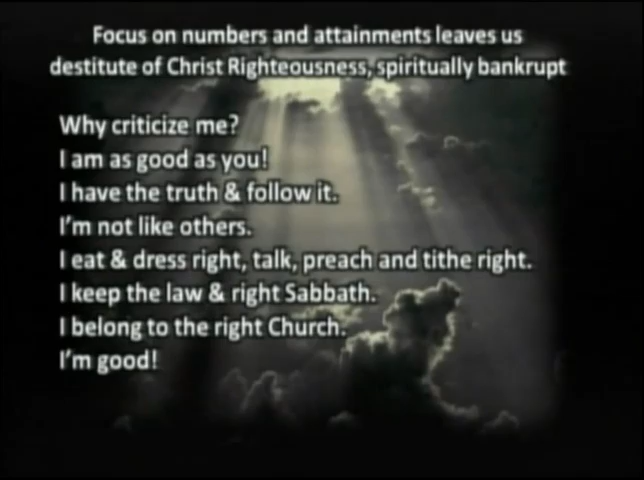 Focus on numbers and attainments leaves us
destitute of Christ Righteousness, spiritually bankrupt
Why criticize me?
I am as good as you!
I have the truth & follow it.
I'm not like others.
I eat & dress right, talk, preach and tithe right.
I keep the law & right Sabbath.
I belong to the right Church.
I'm good!